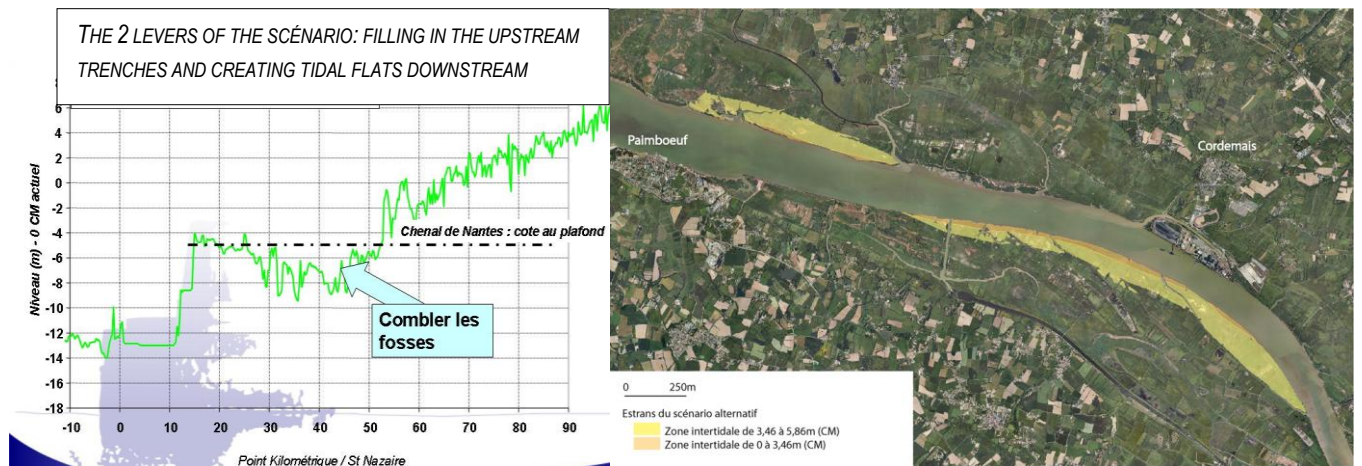 THE 2 LEVERS OF THE SCÉNARIO: FILLING IN THE UPSTREAM
TRENCHES AND CREATING TIDAL FLATS DOWNSTREAM
Niveau (m) - 0 CM actuel
6
4
2
0
-2
-4
-6
-8
-10
-12
-14
-16
-18
-10 0 10 20 30 40 50 60 70 80 90
Chenal de Nantes : cote au plafond
Combler les
fosses
Point Kilométrique / St Nazaire
Paimboeuf
Cordemais
0 250m
Estrans du scénario alternatif
Zone intertidale de 3,46 à 5,86m (CM)
Zone intertidale de 0 à 3,46m (CM)